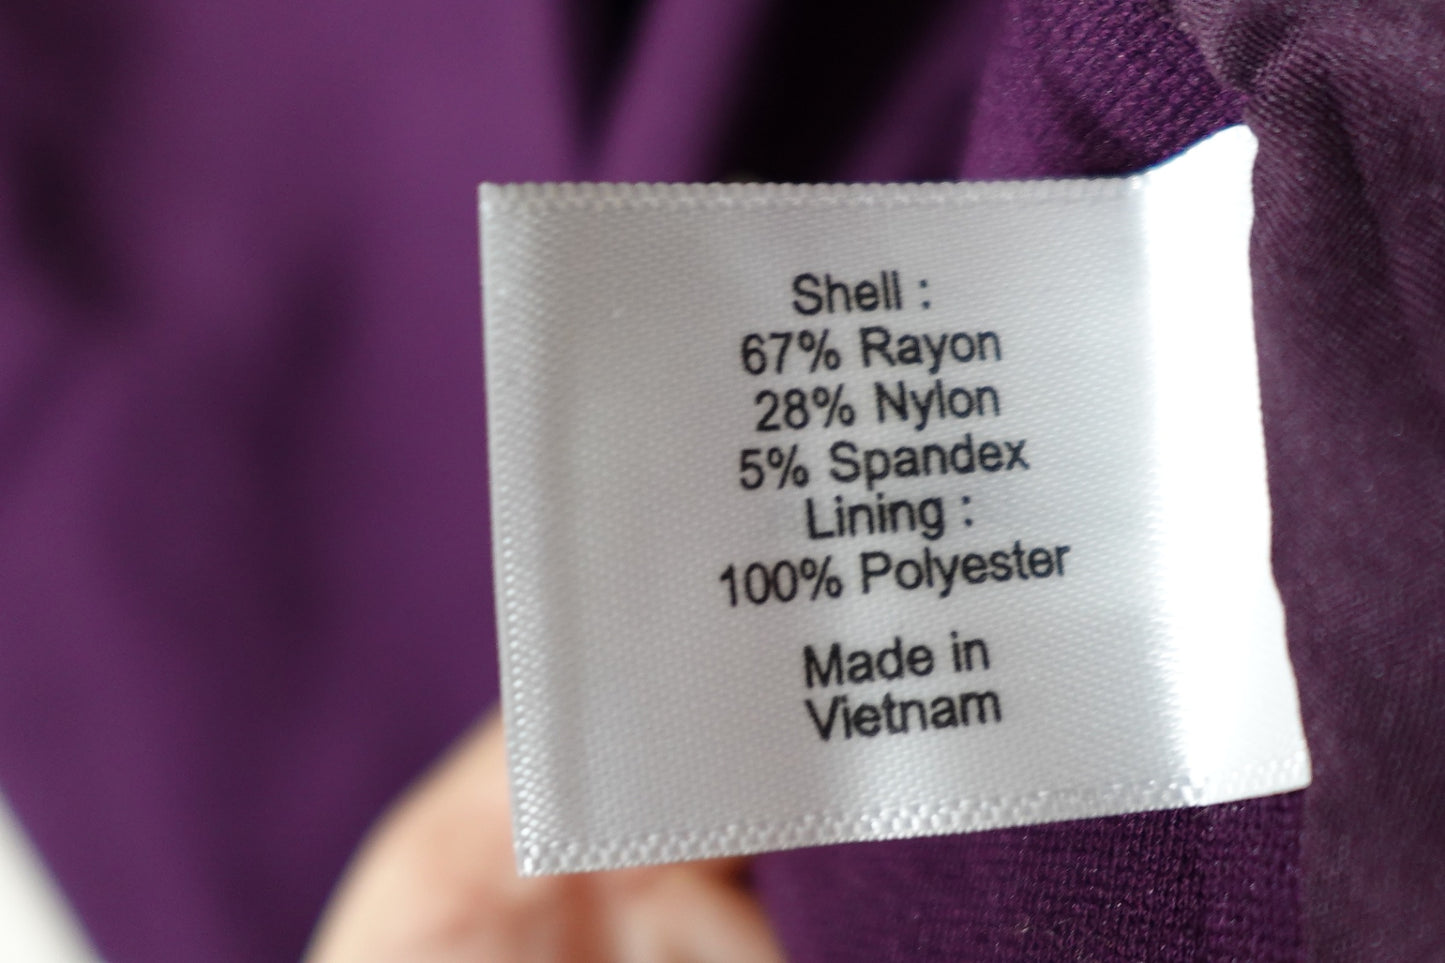 Shell :
67% Rayon
28% Nylon
5% Spandex
Lining :
100% Polyester
Made in
Vietnam